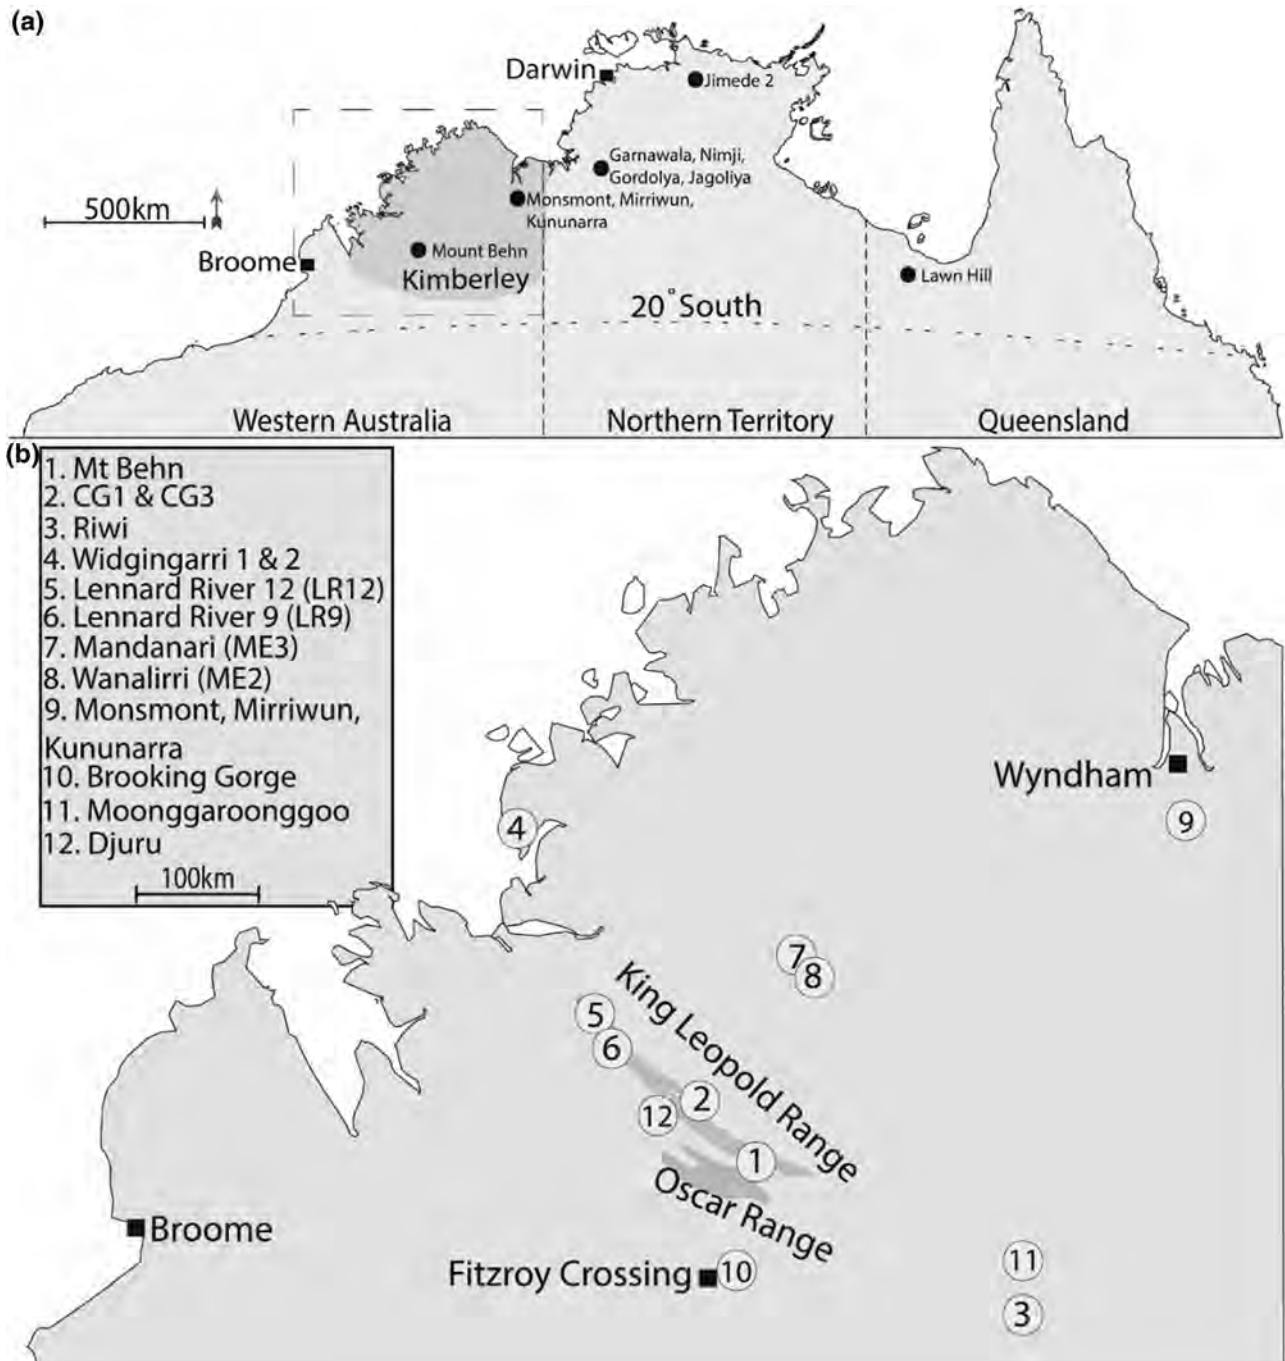 (a)
Darwin
Jimede 2
Garnawala, Nimji,
Gordolya, Jagoliya
Monsmont, Mirriwun,
Kununarra
500km
Broome
Mount Behn
Kimberley
Lawn Hill
20° South
Western Australia
Northern Territory
Queensland
(b)
1. Mt Behn
2. CG1 & CG3
3. Riwi
4. Widgingarri 1 & 2
5. Lennard River 12 (LR12)
6. Lennard River 9 (LR9)
7. Mandanari (ME3)
8. Wanalirri (ME2)
9. Monsmont, Mirriwun,
Kununarra
10. Brooking Gorge
11. Moonggaroonggoo
12. Djuru
100km
Wyndham
9
4
7
8
King Leopold Range
5
6
2
12
1
Oscar Range
Broome
Fitzroy Crossing
10
11
3